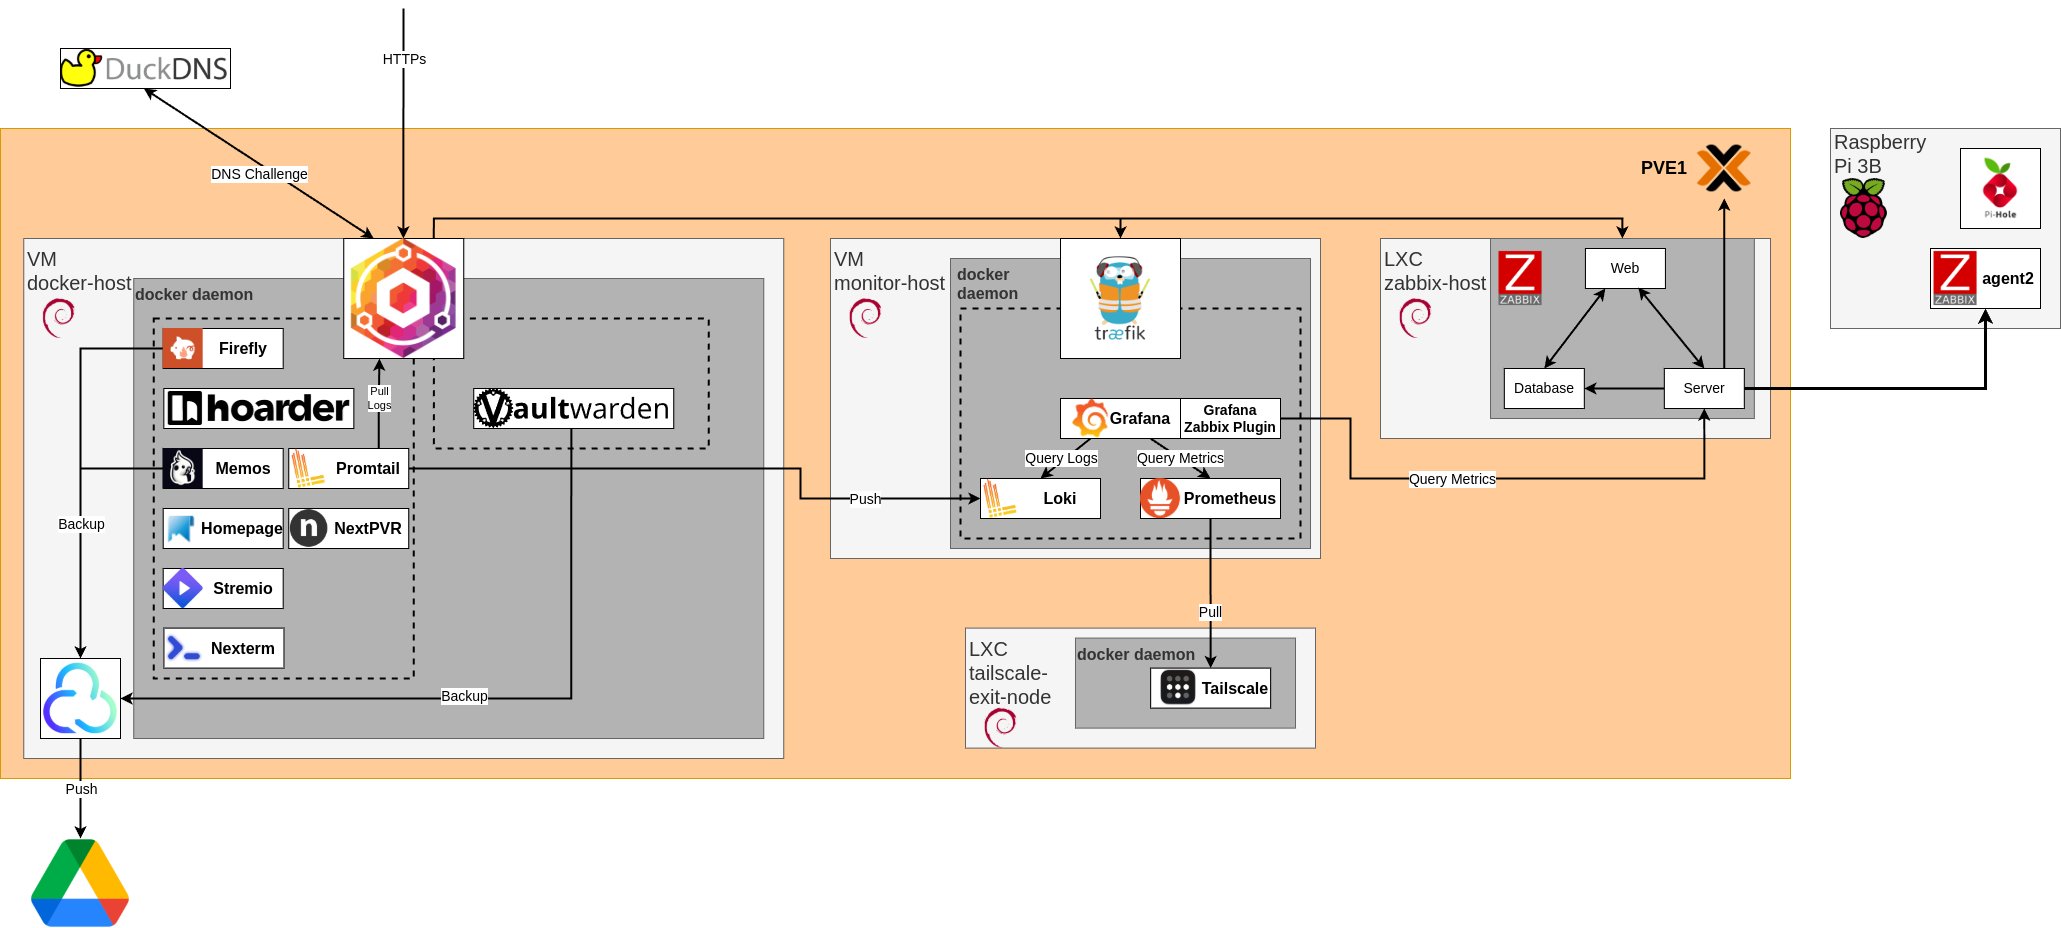 HTTPs
DuckDNS
DNS Challenge
PVE1
Raspberry
Pi 3B
Pi-Hole
ZABBIX
agent2
VM
docker-host
docker daemon
Firefly
hoarder
Pull
Logs
Memos
Promtail
Homepage
NextPVR
Stremio
Nexterm
Vaultwarden
Backup
Backup
Push
Push
VM
monitor-host
docker
daemon
træfik
Grafana
Grafana
Zabbix Plugin
Query Logs
Query Metrics
Loki
Prometheus
Query Metrics
Pull
LXC
tailscale-
exit-node
docker daemon
Tailscale
LXC
zabbix-host
Z
ZABBIX
Web
Database
Server